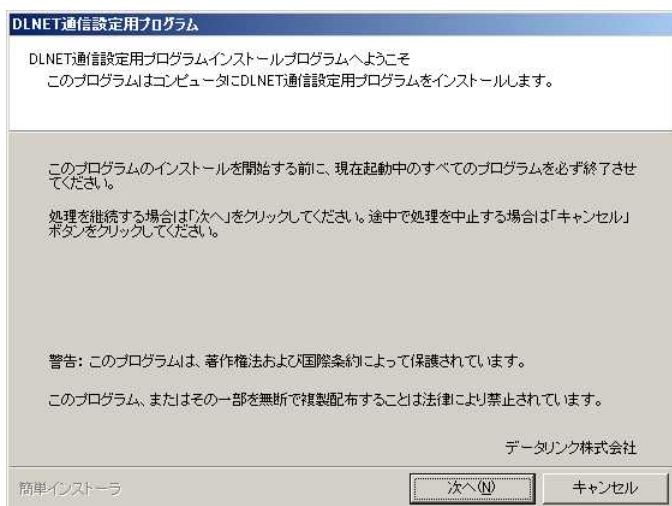 DLNET通信設定用プログラム
DLNET通信設定用プログラムインストールプログラムへようこそ
このプログラムはコンピュータにDLNET通信設定用プログラムをインストールします。
このプログラムのインストールを開始する前に、現在起動中のすべてのプログラムを必ず終了させ
てください。
処理を継続する場合は「次へ」をクリックしてください。途中で処理を中止する場合は「キャンセル」
ボタンをクリックしてください。
警告: このプログラムは、著作権法および国際条約によって保護されています。
このプログラム、またはその一部を無断で複製配布することは法律により禁止されています。
データリンク株式会社
簡単インストーラ
次へ(N)
キャンセル